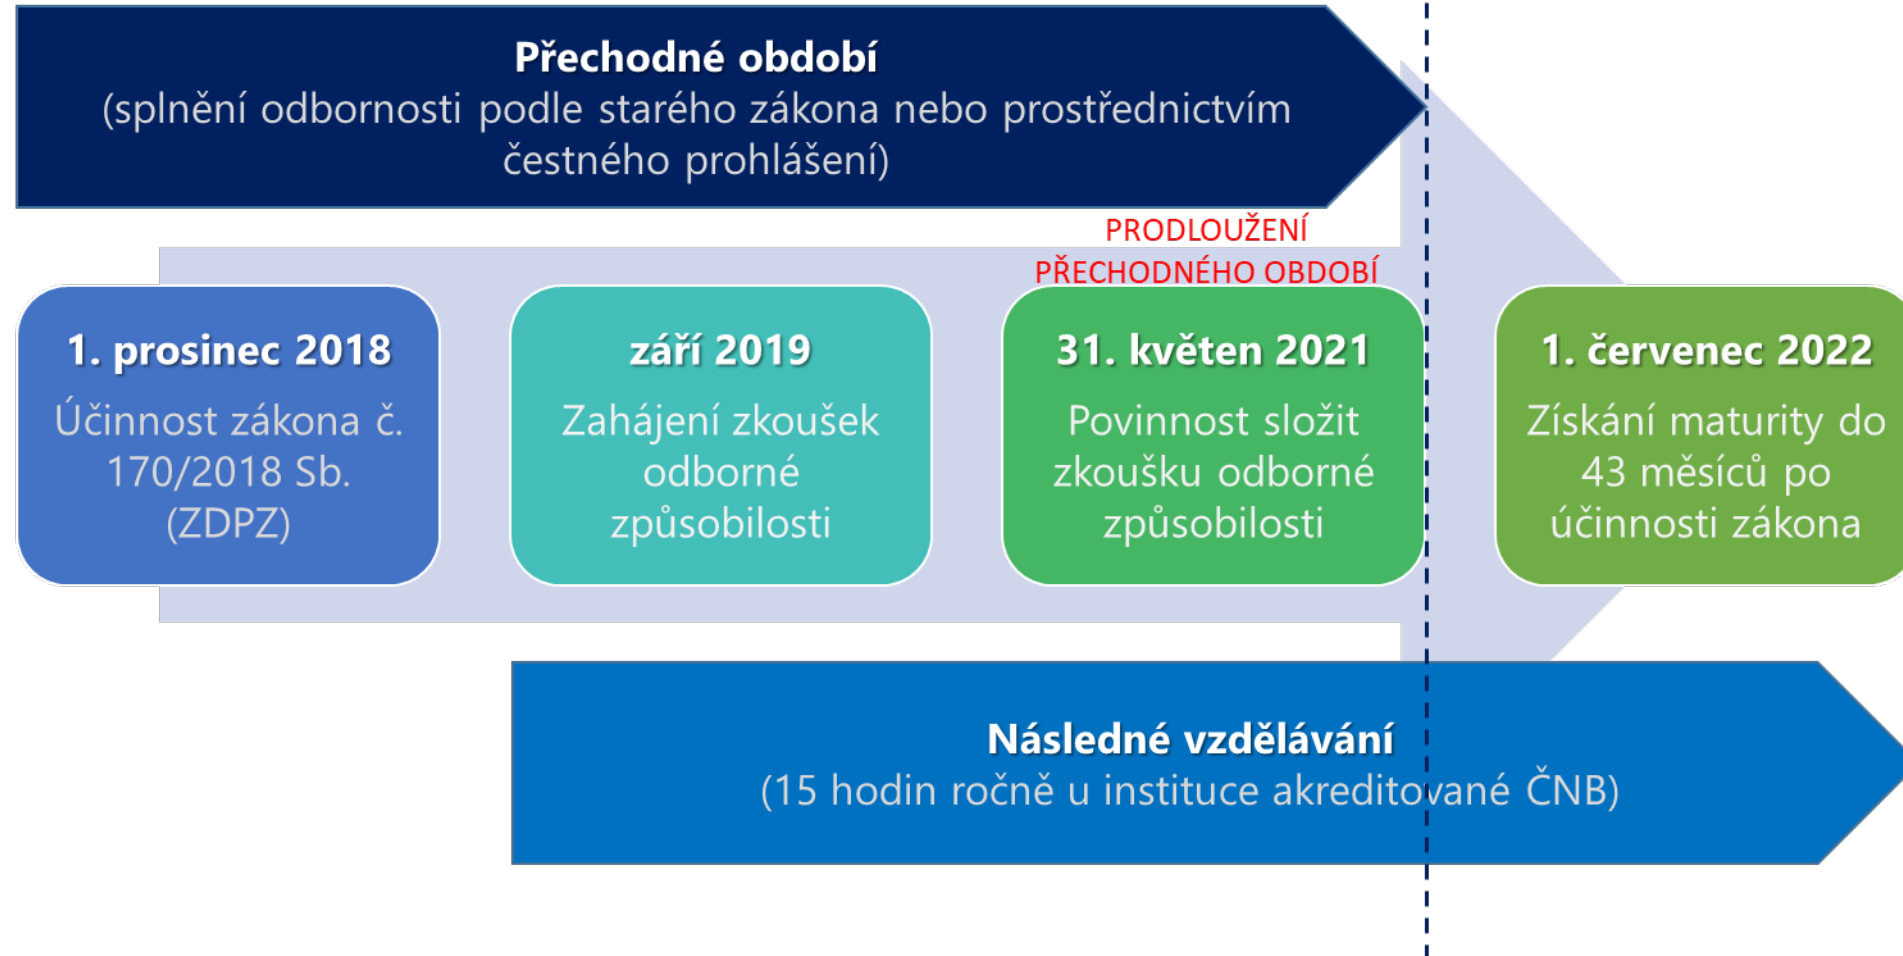 Přechodné období
(splnění odbornosti podle starého zákona nebo prostřednictvím
čestného prohlášení)
PRODLOUŽENÍ
PŘECHODNÉHO OBDOBÍ
1. prosinec 2018
Účinnost zákona č.
170/2018 Sb.
(ZDPZ)
září 2019
Zahájení zkoušek
odborné
způsobilosti
31. květen 2021
Povinnost složit
zkoušku odborné
způsobilosti
1. červenec 2022
Získání maturity do
43 měsíců po
účinnosti zákona
Následné vzdělávání
(15 hodin ročně u instituce akreditované ČNB)